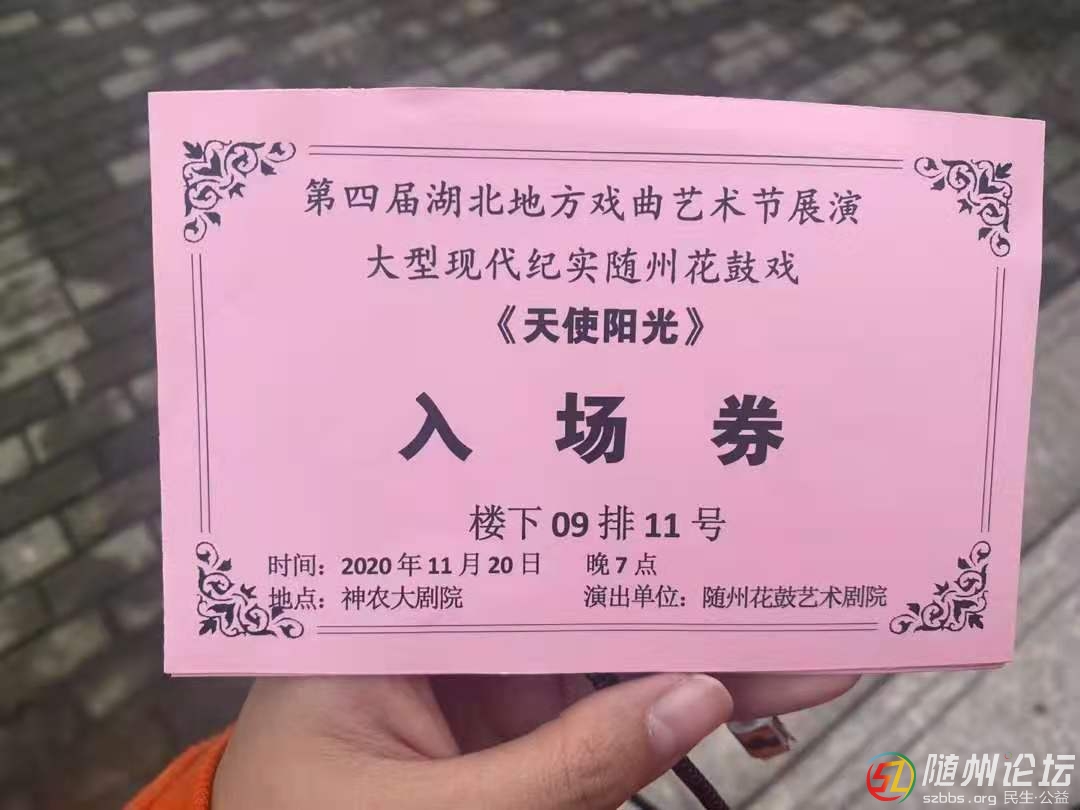 第四届湖北地方戏曲艺术节展演
大型现代纪实随州花鼓戏
《天使阳光》
入场券
楼下09排11号
时间：2020年11月20日 晚7点
地点：神农大剧院 演出单位：随州花鼓艺术剧院
随州论坛
szbbs.org 民生·公益